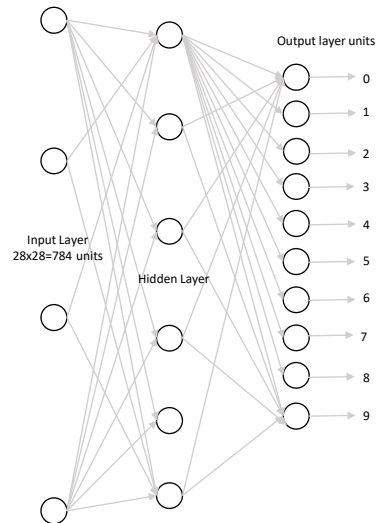 Output layer units
0
1
2
3
4
5
6
7
8
9
Input Layer
28x28=784 units
Hidden Layer